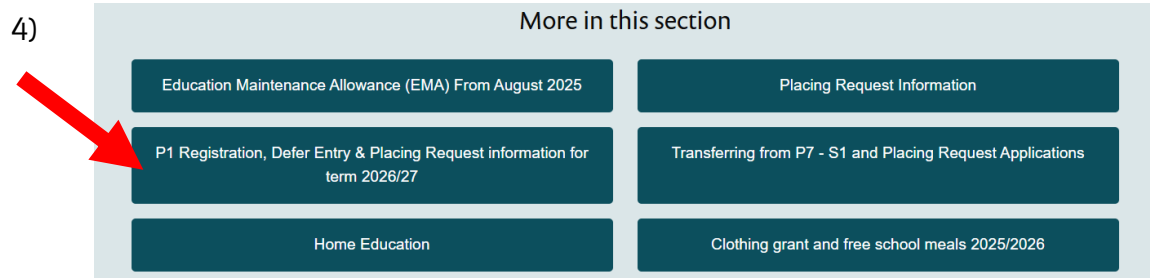 4)
More in this section
Education Maintenance Allowance (EMA) From August 2025
Placing Request Information
P1 Registration, Defer Entry & Placing Request information for
term 2026/27
Transferring from P7 - S1 and Placing Request Applications
Home Education
Clothing grant and free school meals 2025/2026